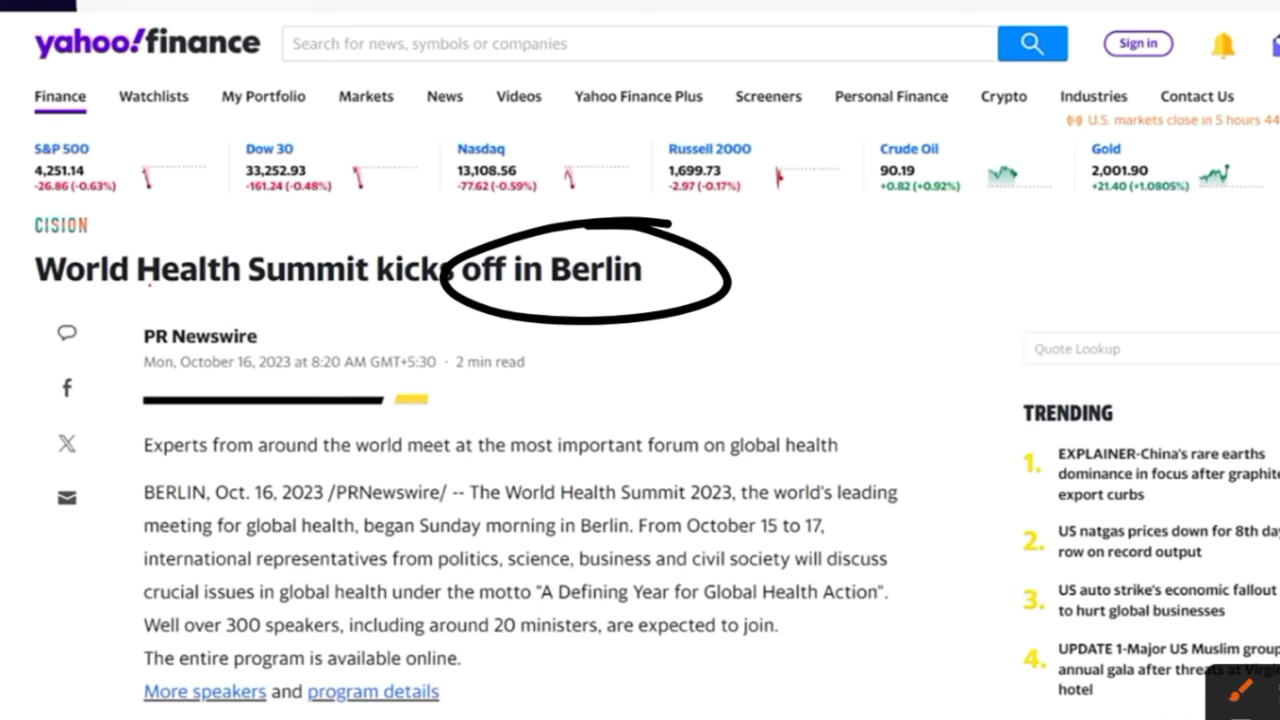 yahoo!finance
Search for news, symbols or companies
Sign in
Finance Watchlists My Portfolio Markets News Videos Yahoo Finance Plus Screeners Personal Finance Crypto Industries Contact Us
U.S. markets close in 5 hours 44
S&P 500 Dow 30 Nasdaq Russell 2000 Crude Oil Gold
4,251.14 33,252.93 13,108.56 1,699.73 90.19 2,001.90
-26.86 (-0.63%) -161.24 (-0.48%) -77.62 (-0.59%) -2.97 (-0.17%) +0.82 (+0.92%) +21.40 (+1.0805%)
CISION
World Health Summit kicks off in Berlin
PR Newswire
Mon, October 16, 2023 at 8:20 AM GMT+5:30 · 2 min read
Experts from around the world meet at the most important forum on global health
BERLIN, Oct. 16, 2023 /PRNewswire/ -- The World Health Summit 2023, the world's leading
meeting for global health, began Sunday morning in Berlin. From October 15 to 17,
international representatives from politics, science, business and civil society will discuss
crucial issues in global health under the motto "A Defining Year for Global Health Action".
Well over 300 speakers, including around 20 ministers, are expected to join.
The entire program is available online.
More speakers and program details
Quote Lookup
TRENDING
1. EXPLAINER-China's rare earths
dominance in focus after graphite
export curbs
2. US natgas prices down for 8th day
row on record output
3. US auto strike's economic fallout
to hurt global businesses
4. UPDATE 1-Major US Muslim group
annual gala after threats at
hotel